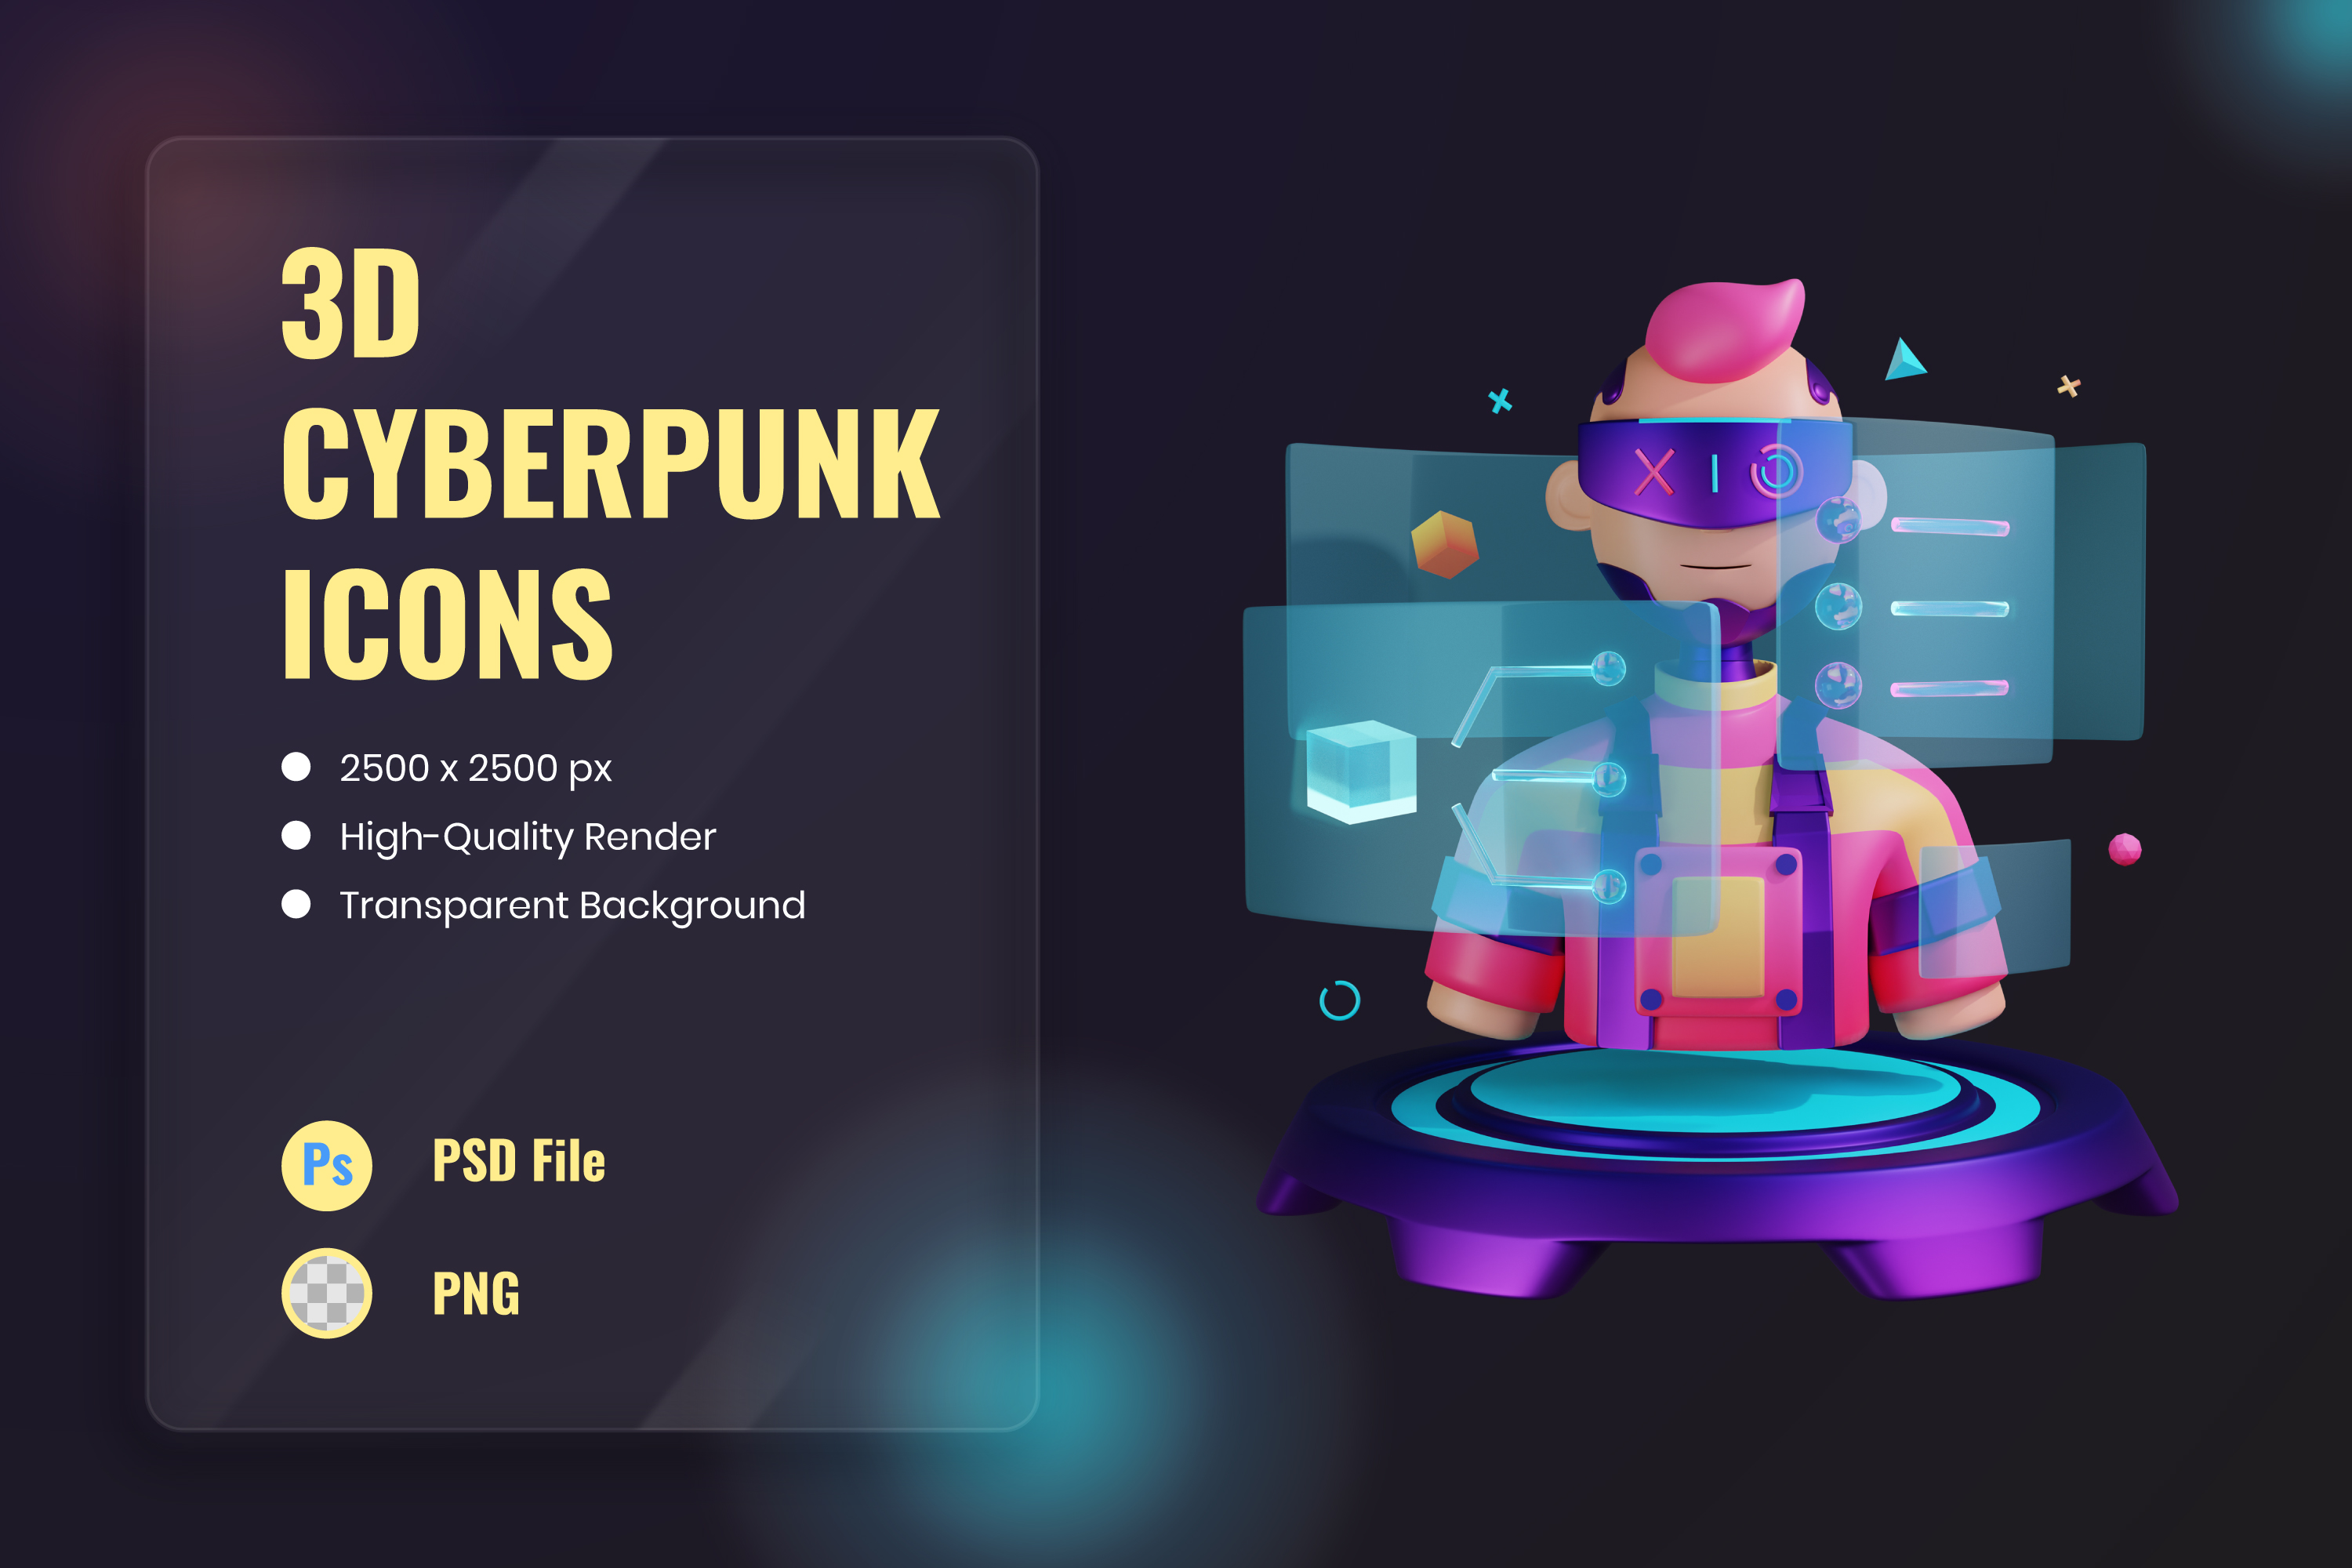 3D
CYBERPUNK
ICONS
2500 x 2500 px
High-Quality Render
Transparent Background
Ps
PSD File
PNG
X I O